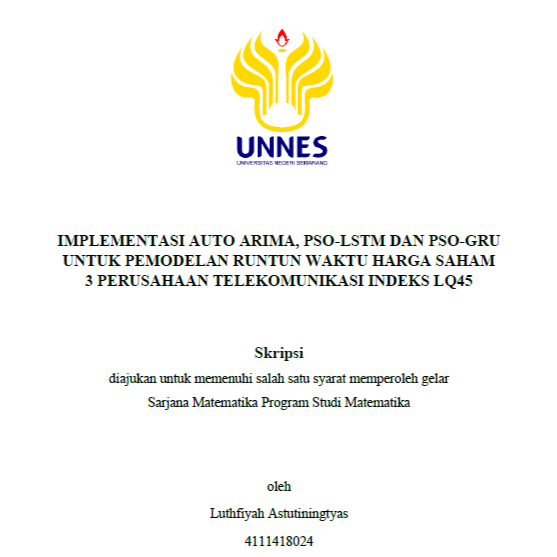 UNNES
UNIVERSITAS NEGERI SEMARANG
IMPLEMENTASI AUTO ARIMA, PSO-LSTM DAN PSO-GRU
UNTUK PEMODELAN RUNTUN WAKTU HARGA SAHAM
3 PERUSAHAAN TELEKOMUNIKASI INDEKS LQ45
Skripsi
diajukan untuk memenuhi salah satu syarat memperoleh gelar
Sarjana Matematika Program Studi Matematika
oleh
Luthfiyah Astutiningtyas
4111418024